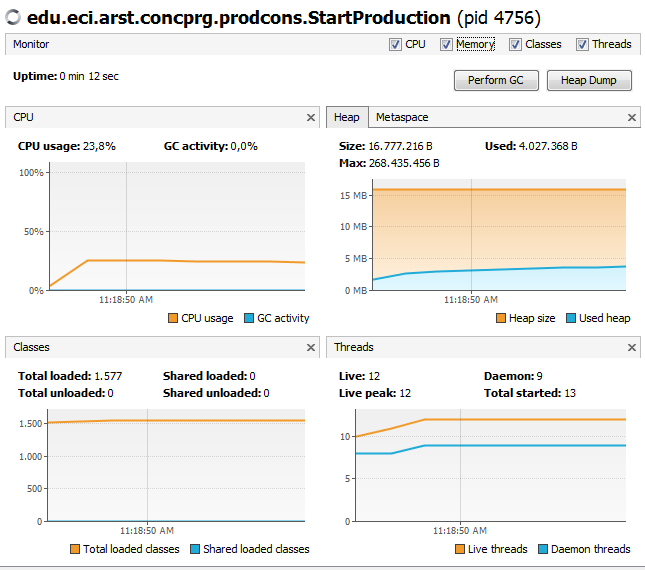 edu.eci.arst.concprg.prodcons.StartProduction (pid 4756)
Monitor
CPU Memory Classes Threads
Uptime: 0 min 12 sec
Perform GC Heap Dump
CPU
CPU usage: 23,8% GC activity: 0,0%
100%
50%
0%
11:18:50 AM
CPU usage GC activity
Heap Metaspace
Size: 16.777.216 B Used: 4.027.368 B
Max: 268.435.456 B
15 MB
10 MB
5 MB
0 MB
11:18:50 AM
Heap size Used heap
Classes
Total loaded: 1.577 Shared loaded: 0
Total unloaded: 0 Shared unloaded: 0
1.500
1.000
500
0
11:18:50 AM
Total loaded classes Shared loaded classes
Threads
Live: 12 Daemon: 9
Live peak: 12 Total started: 13
10
5
0
11:18:50 AM
Live threads Daemon threads